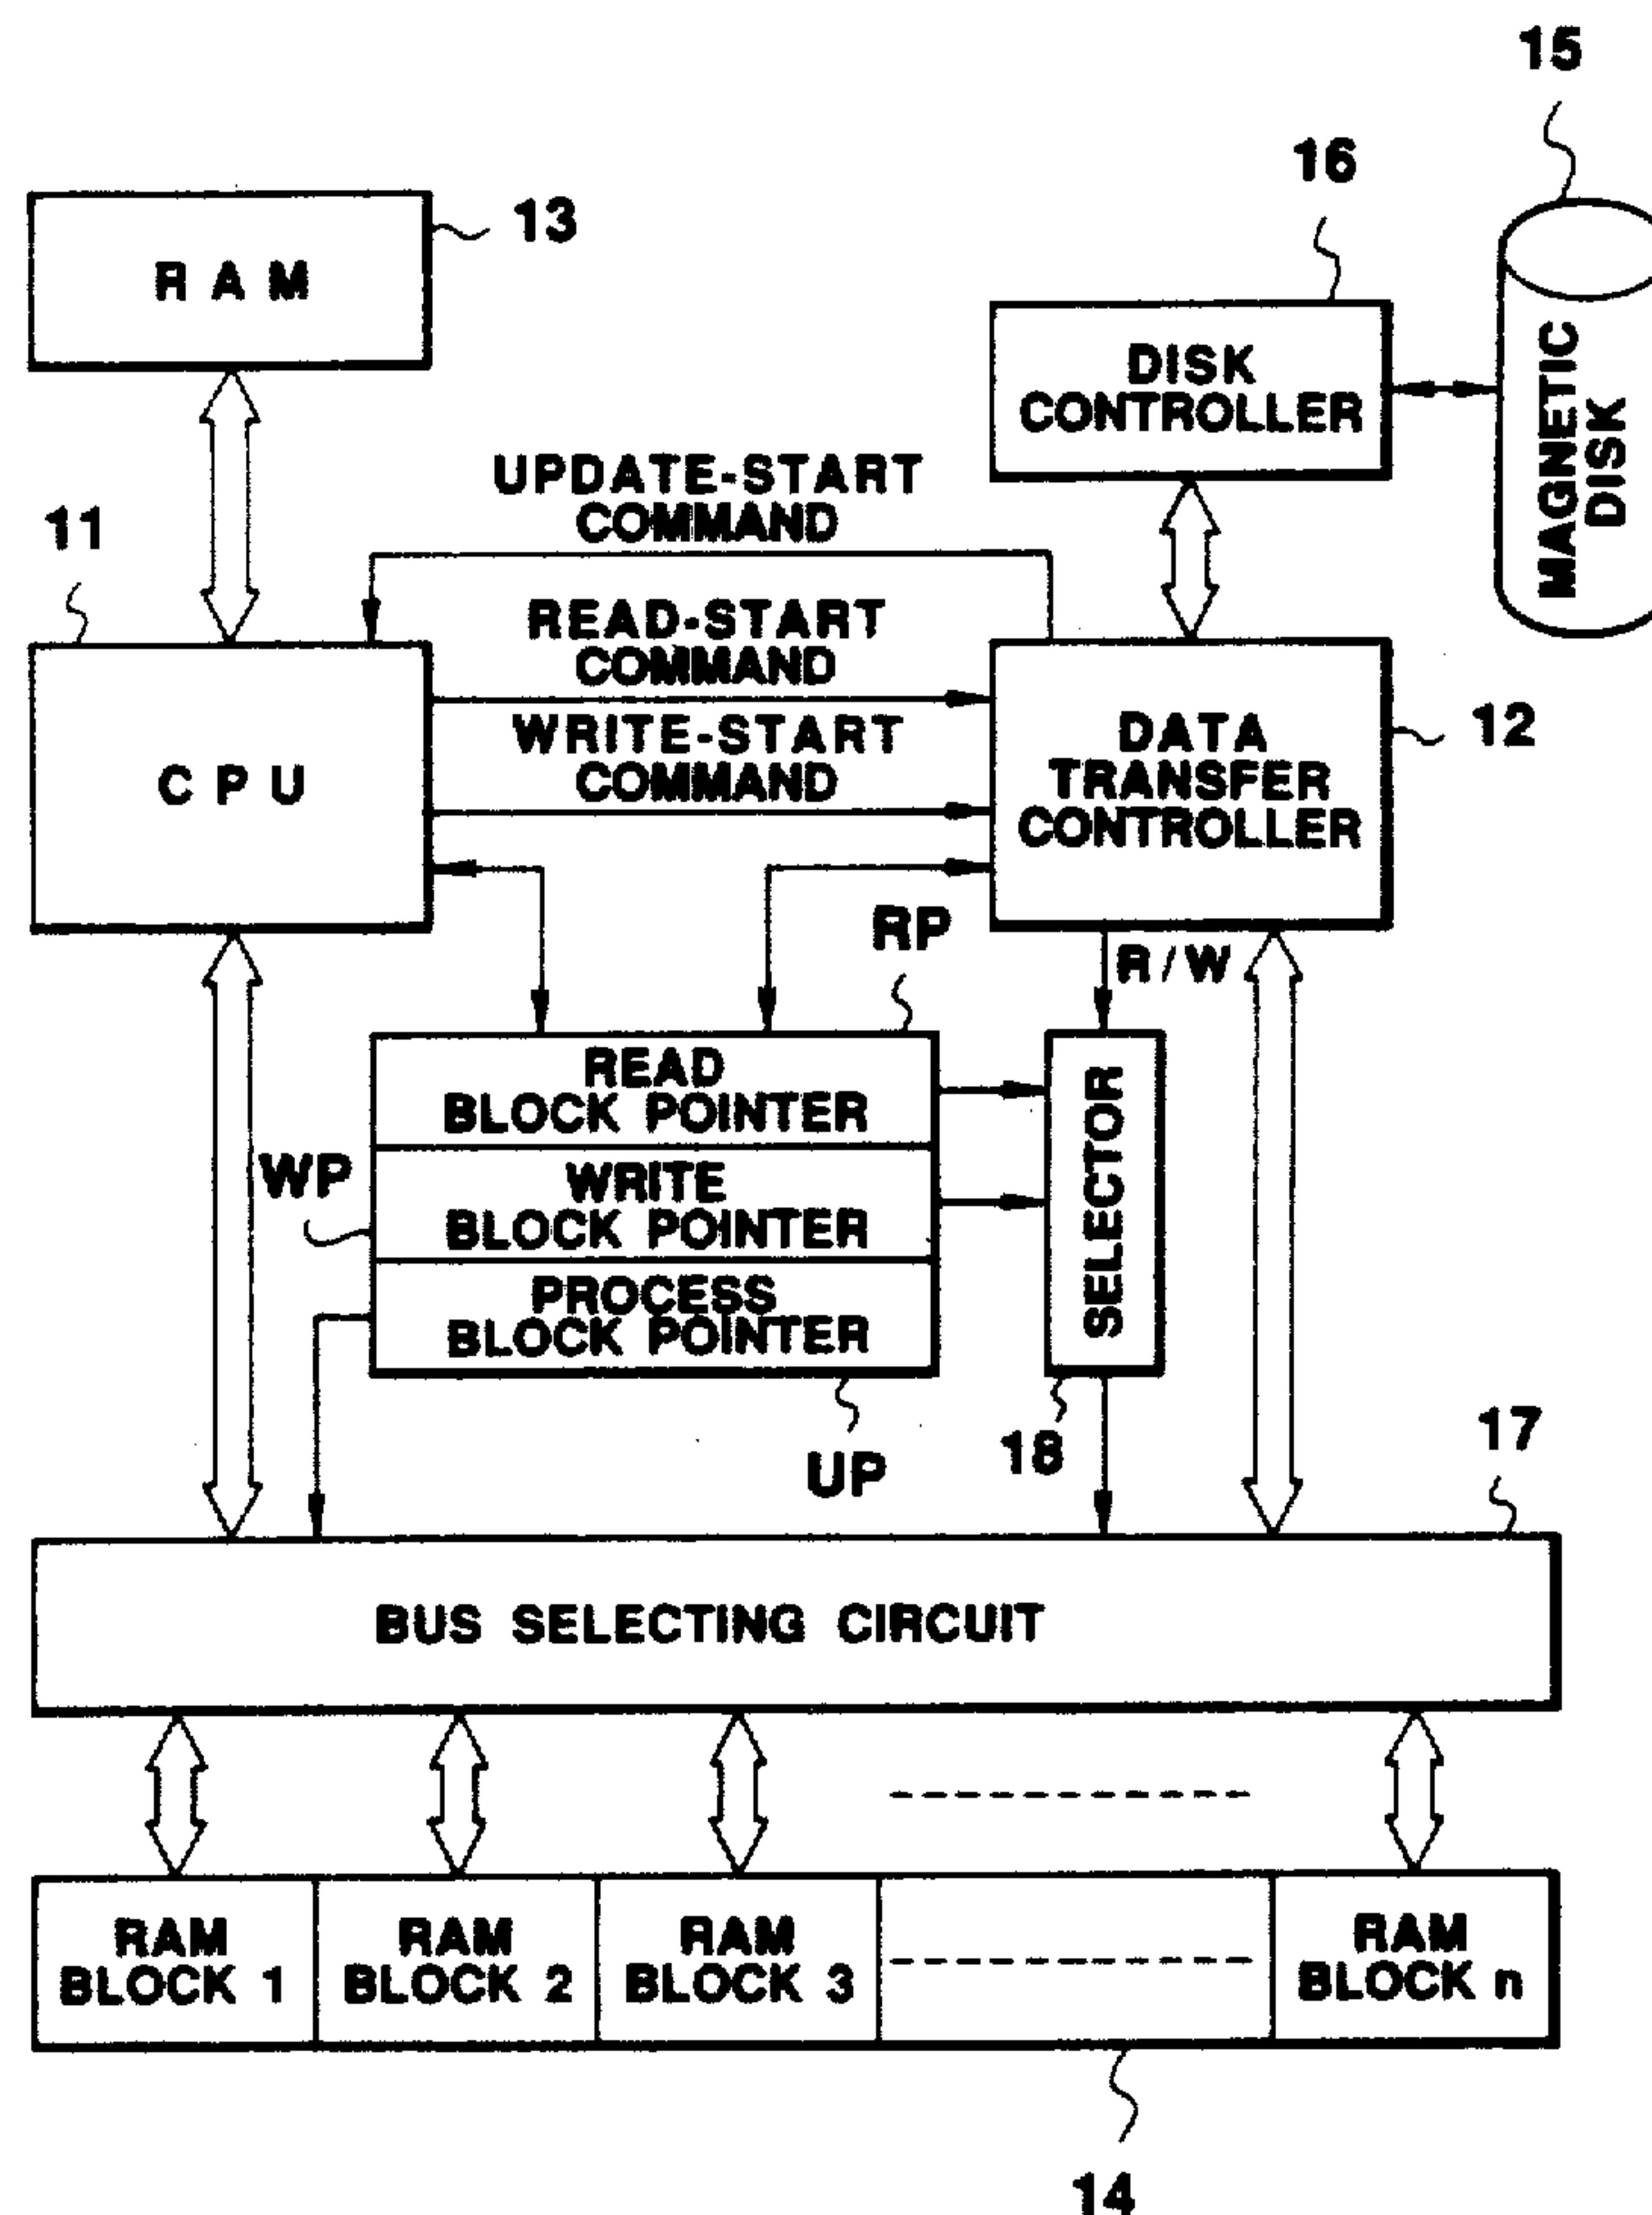 15
16
13
R A M
DISK
CONTROLLER
MAGNETIC
DISK
UPDATE-START
COMMAND
11
READ-START
COMMAND
WRITE-START
COMMAND
C P U
DATA
TRANSFER
CONTROLLER
12
RP
R/W
READ
BLOCK POINTER
WP
WRITE
BLOCK POINTER
PROCESS
BLOCK POINTER
SELECTOR
UP
18
17
BUS SELECTING CIRCUIT
RAM
BLOCK 1
RAM
BLOCK 2
RAM
BLOCK 3
RAM
BLOCK n
14